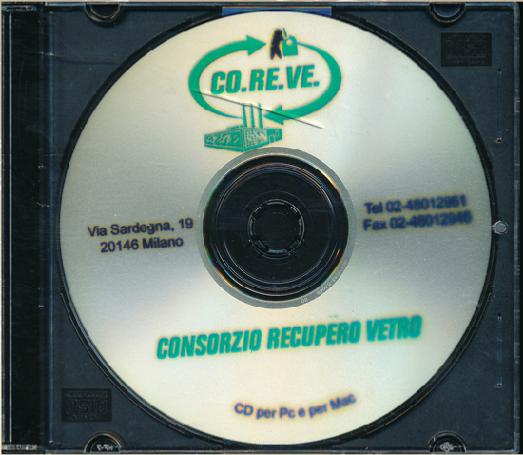 CO.RE.VE.
Via Sardegna, 19
20146 Milano
Tel 02-48012961
Fax 02-48012946
CONSORZIO RECUPERO VETRO
CD per Pc e per Mac